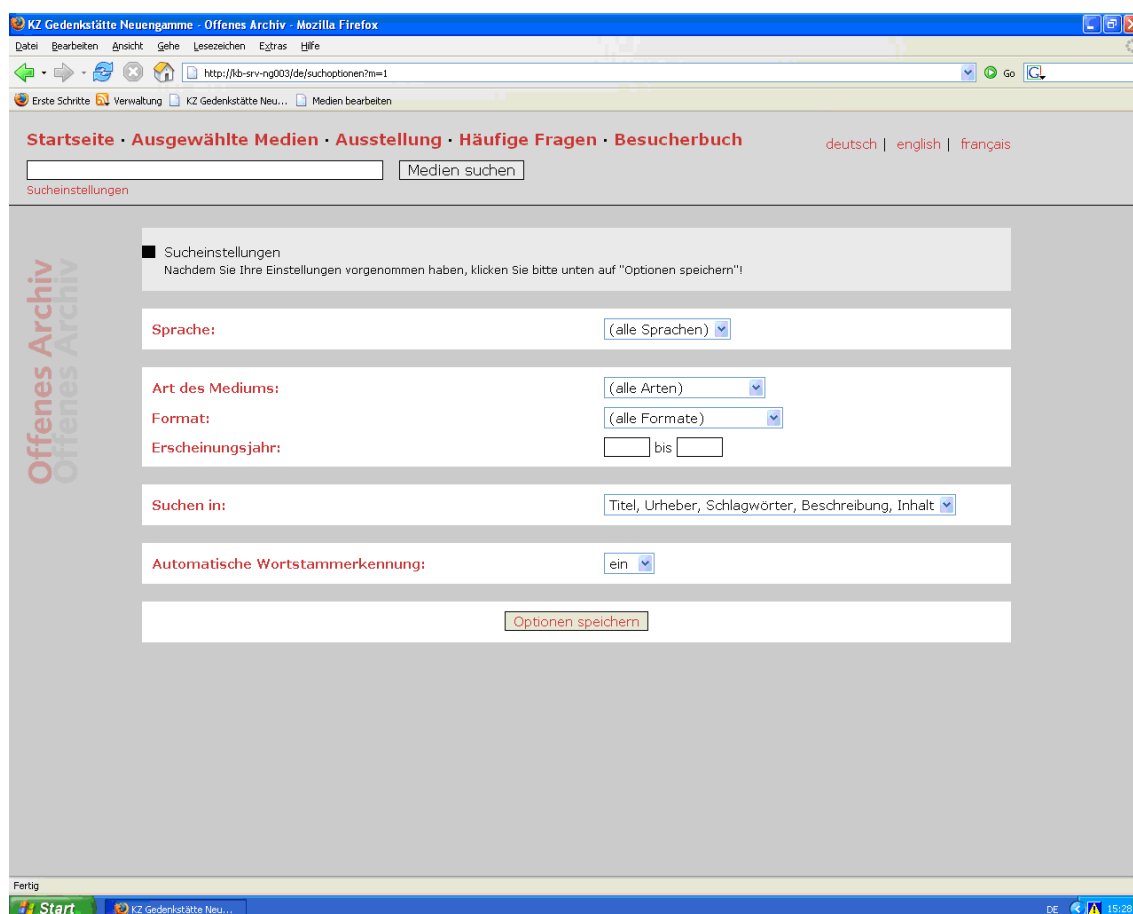 KZ Gedenkstätte Neuengamme - Offenes Archiv - Mozilla Firefox
Datei Bearbeiten Ansicht Gehe Lesezeichen Extras Hilfe
http://kb-srv-ng003/de/suchoptionen?m=1 Go G
Erste Schritte Verwaltung KZ Gedenkstätte Neu... Medien bearbeiten
Startseite · Ausgewählte Medien · Ausstellung · Häufige Fragen · Besucherbuch
deutsch | english | français
Medien suchen
Sucheinstellungen
Offenes Archiv
Offenes Archiv
Sucheinstellungen
Nachdem Sie Ihre Einstellungen vorgenommen haben, klicken Sie bitte unten auf "Optionen speichern"!
Sprache: (alle Sprachen)
Art des Mediums: (alle Arten)
Format: (alle Formate)
Erscheinungsjahr: bis
Suchen in: Titel, Urheber, Schlagwörter, Beschreibung, Inhalt
Automatische Wortstammerkennung: ein
Optionen speichern
Fertig
Start KZ Gedenkstätte Neu... DE 15:28